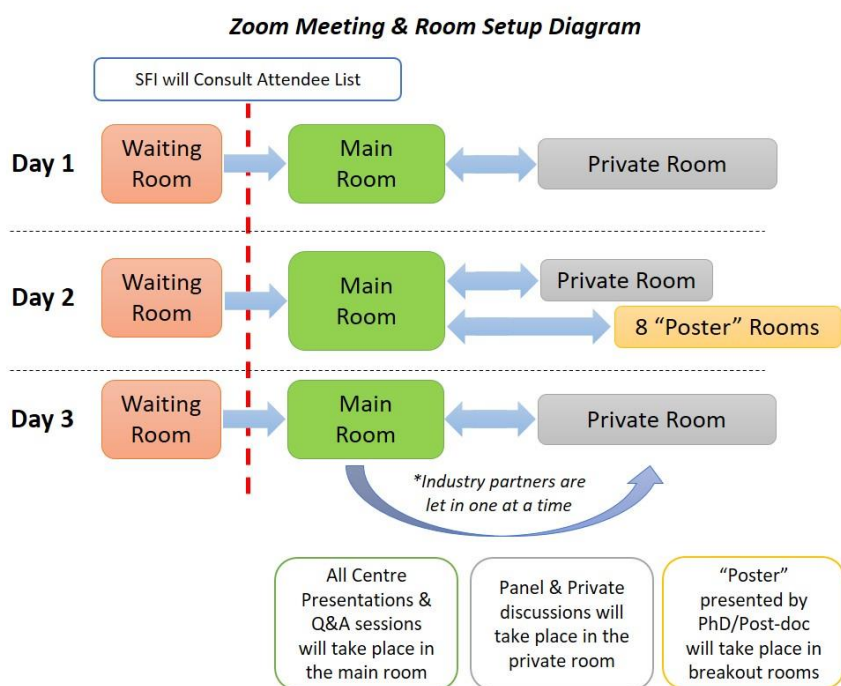 Zoom Meeting & Room Setup Diagram
SFI will Consult Attendee List
Day 1
Waiting
Room
Main
Room
Private Room
Day 2
Waiting
Room
Main
Room
Private Room
8 “Poster” Rooms
Day 3
Waiting
Room
Main
Room
Private Room
*Industry partners are
let in one at a time
All Centre
Presentations &
Q&A sessions
will take place in
the main room
Panel & Private
discussions will
take place in the
private room
“Poster”
presented by
PhD/Post-doc
will take place in
breakout rooms